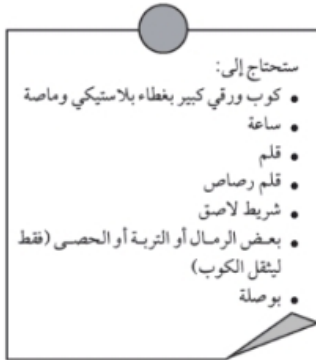 ستحتاج إلى:
• كوب ورقي كبير بغطاء بلاستيكي وماصة
• ساعة
• قلم
• قلم رصاص
• شريط لاصق
• بعض الرمال أو التربة أو الحصى (فقط
ليثقل الكوب)
• بوصلة